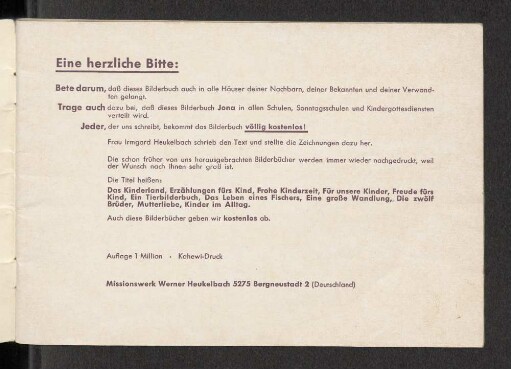 Eine herzliche Bitte:
Bete darum, daß dieses Bilderbuch auch in alle Häuser deiner Nachbarn, deiner Bekannten und deiner Verwand-
ten gelangt.
Trage auch dazu bei, daß dieses Bilderbuch Jona in allen Schulen, Sonntagsschulen und Kindergottesdiensten
verteilt wird.
Jeder, der uns schreibt, bekommt das Bilderbuch völlig kostenlos!
Frau Irmgard Heukelbach schrieb den Text und stellte die Zeichnungen dazu her.
Die schon früher von uns herausgebrachten Bilderbücher werden immer wieder nachgedruckt, weil
der Wunsch nach ihnen sehr groß ist.
Die Titel heißen:
Das Kinderland, Erzählungen fürs Kind, Frohe Kinderzeit, Für unsere Kinder, Freude fürs
Kind, Ein Tierbilderbuch, Das Leben eines Fischers, Eine große Wandlung, Die zwölf
Brüder, Mutterliebe, Kinder im Alltag.
Auch diese Bilderbücher geben wir kostenlos ab.
Auflage 1 Million · Kohewi-Druck
Missionswerk Werner Heukelbach 5275 Bergneustadt 2 (Deutschland)